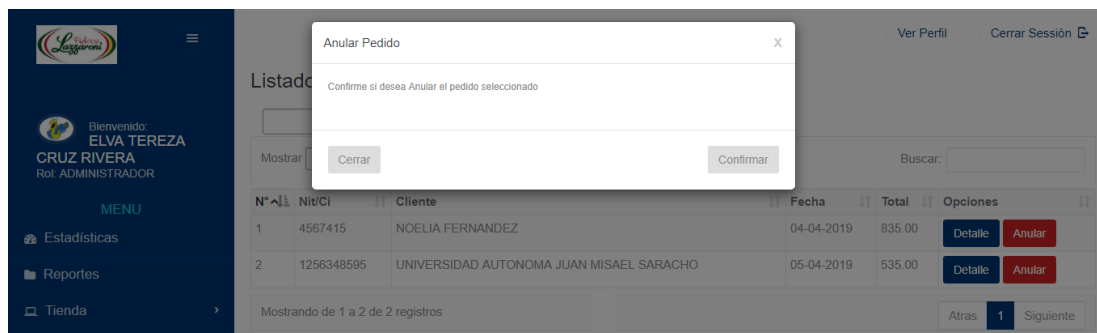 Fideos
Lazzaroni
Bienvenido:
ELVA TEREZA
CRUZ RIVERA
Rol: ADMINISTRADOR
MENU
Estadísticas
Reportes
Tienda
Ver Perfil
Cerrar Sessión
Anular Pedido
X
Confirme si desea Anular el pedido seleccionado
Cerrar
Confirmar
Listado
Mostrar
Buscar:
N° Nit/Ci Cliente Fecha Total Opciones
1 4567415 NOELIA FERNANDEZ 04-04-2019 835.00 Detalle Anular
2 1256348595 UNIVERSIDAD AUTONOMA JUAN MISAEL SARACHO 05-04-2019 535.00 Detalle Anular
Mostrando de 1 a 2 de 2 registros
Atras 1 Siguiente